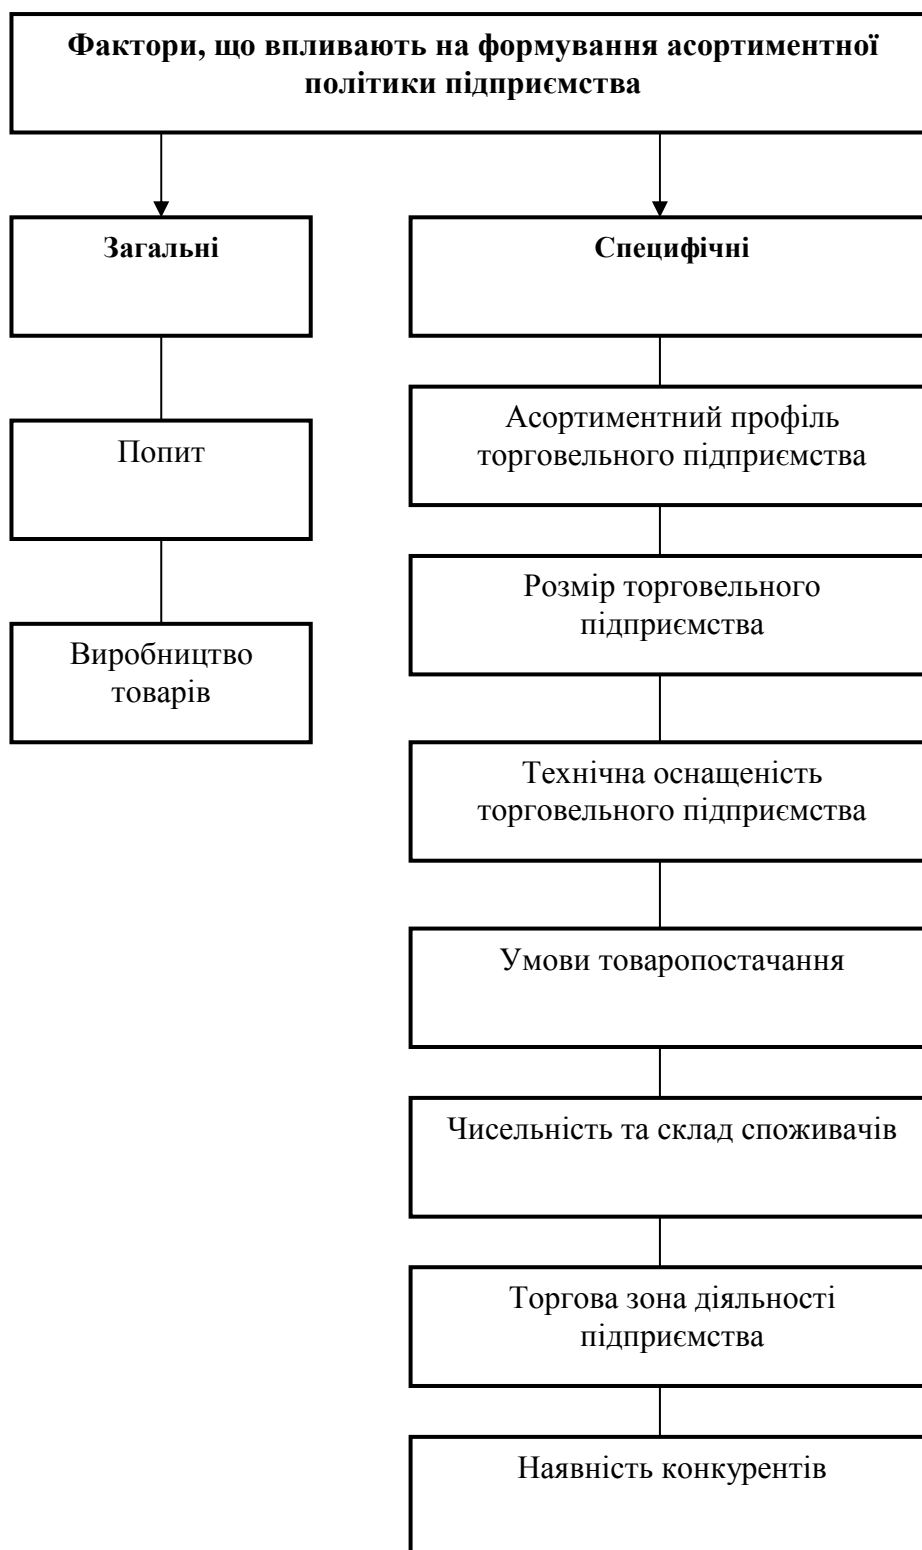 Фактори, що впливають на формування асортиментної
політики підприємства
Загальні
Специфічні
Попит
Виробництво
товарів
Асортиментний профіль
торговельного підприємства
Розмір торговельного
підприємства
Технічна оснащеність
торговельного підприємства
Умови товаропостачання
Чисельність та склад споживачів
Торгова зона діяльності
підприємства
Наявність конкурентів